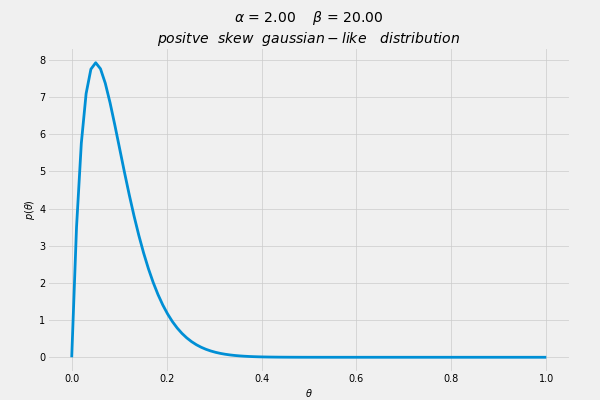 α = 2.00 β = 20.00
positve skew gaussian − like distribution
8
7
6
5
4
3
2
1
0
p(θ)
0.0 0.2 0.4 0.6 0.8 1.0
θ